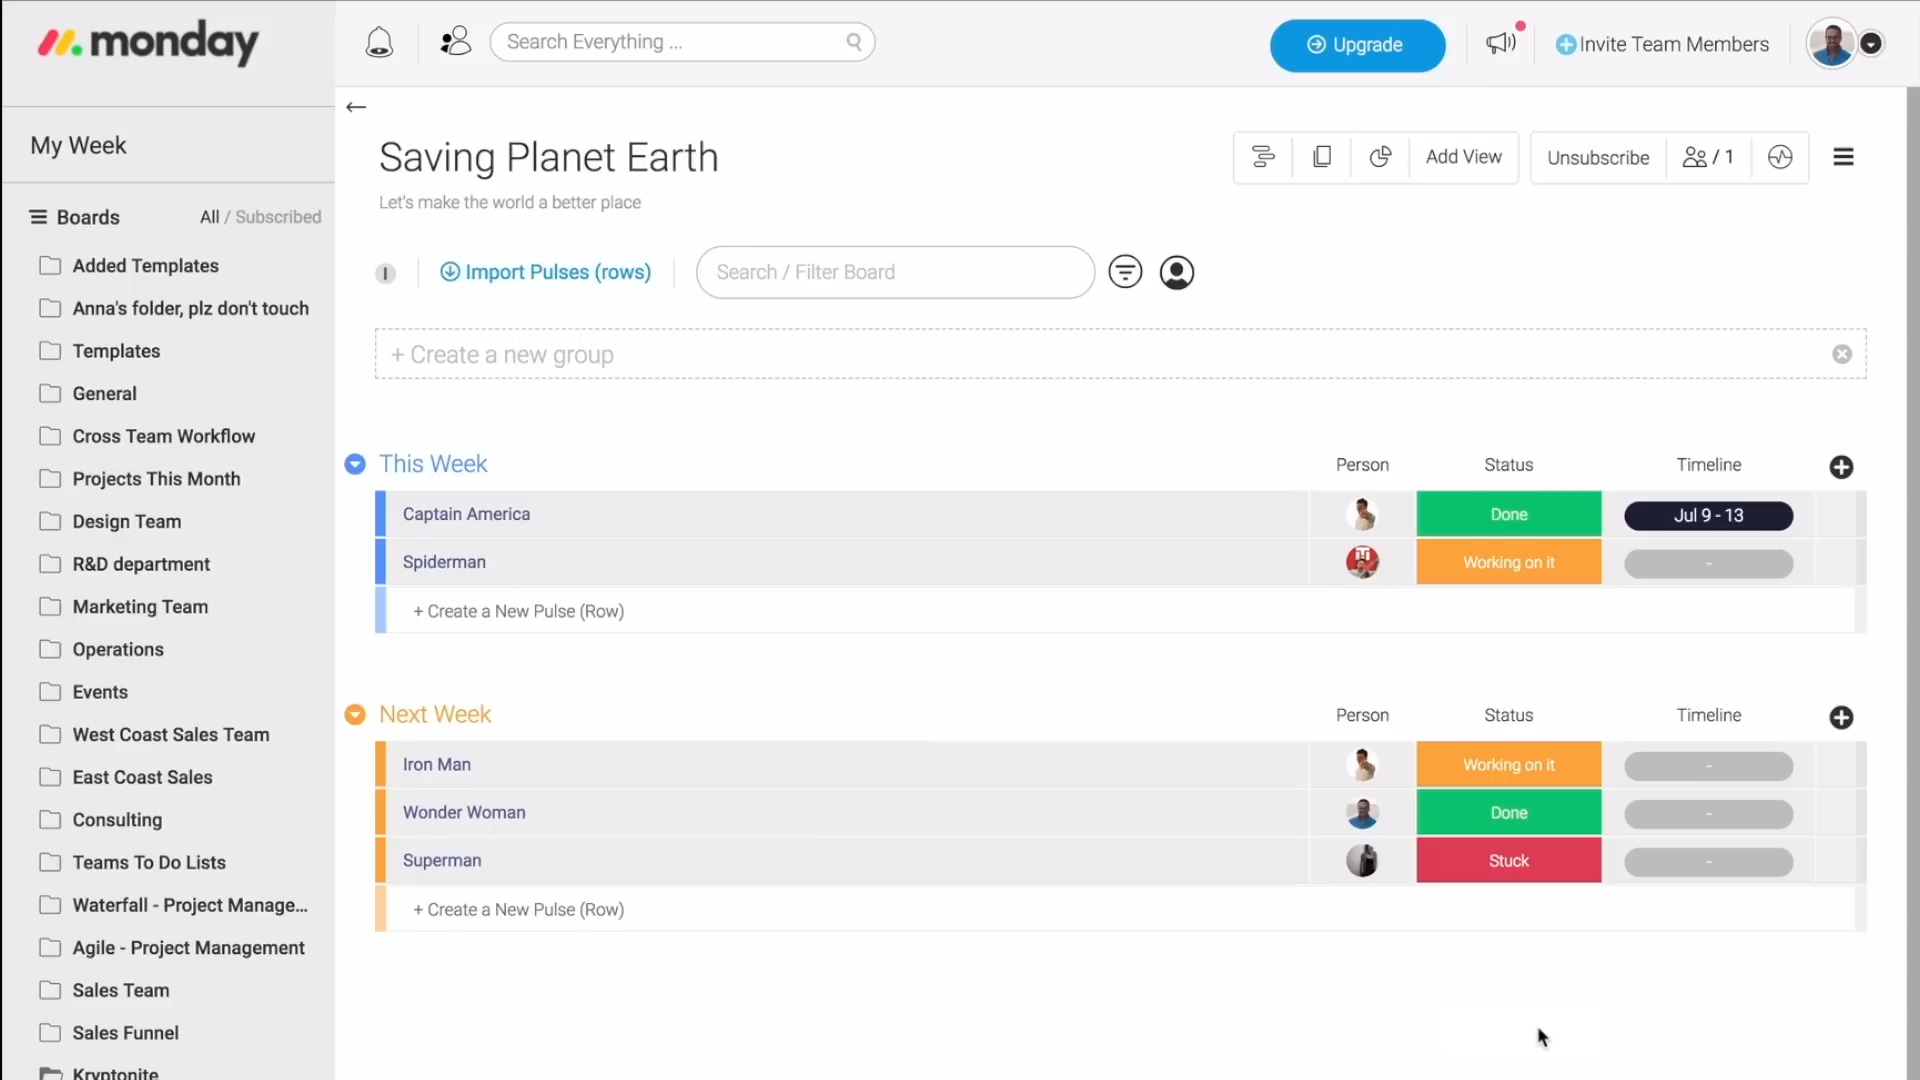 monday
Search Everything ...
Upgrade
Invite Team Members
My Week
Boards
All / Subscribed
Added Templates
Anna's folder, plz don't touch
Templates
General
Cross Team Workflow
Projects This Month
Design Team
R&D department
Marketing Team
Operations
Events
West Coast Sales Team
East Coast Sales
Consulting
Teams To Do Lists
Waterfall - Project Manage...
Agile - Project Management
Sales Team
Sales Funnel
Kryptonite
Saving Planet Earth
Let's make the world a better place
Add View
Unsubscribe
/ 1
Import Pulses (rows)
Search / Filter Board
+ Create a new group
This Week Person Status Timeline
Captain America Done Jul 9 - 13
Spiderman Working on it -
+ Create a New Pulse (Row)
Next Week Person Status Timeline
Iron Man Working on it -
Wonder Woman Done -
Superman Stuck -
+ Create a New Pulse (Row)